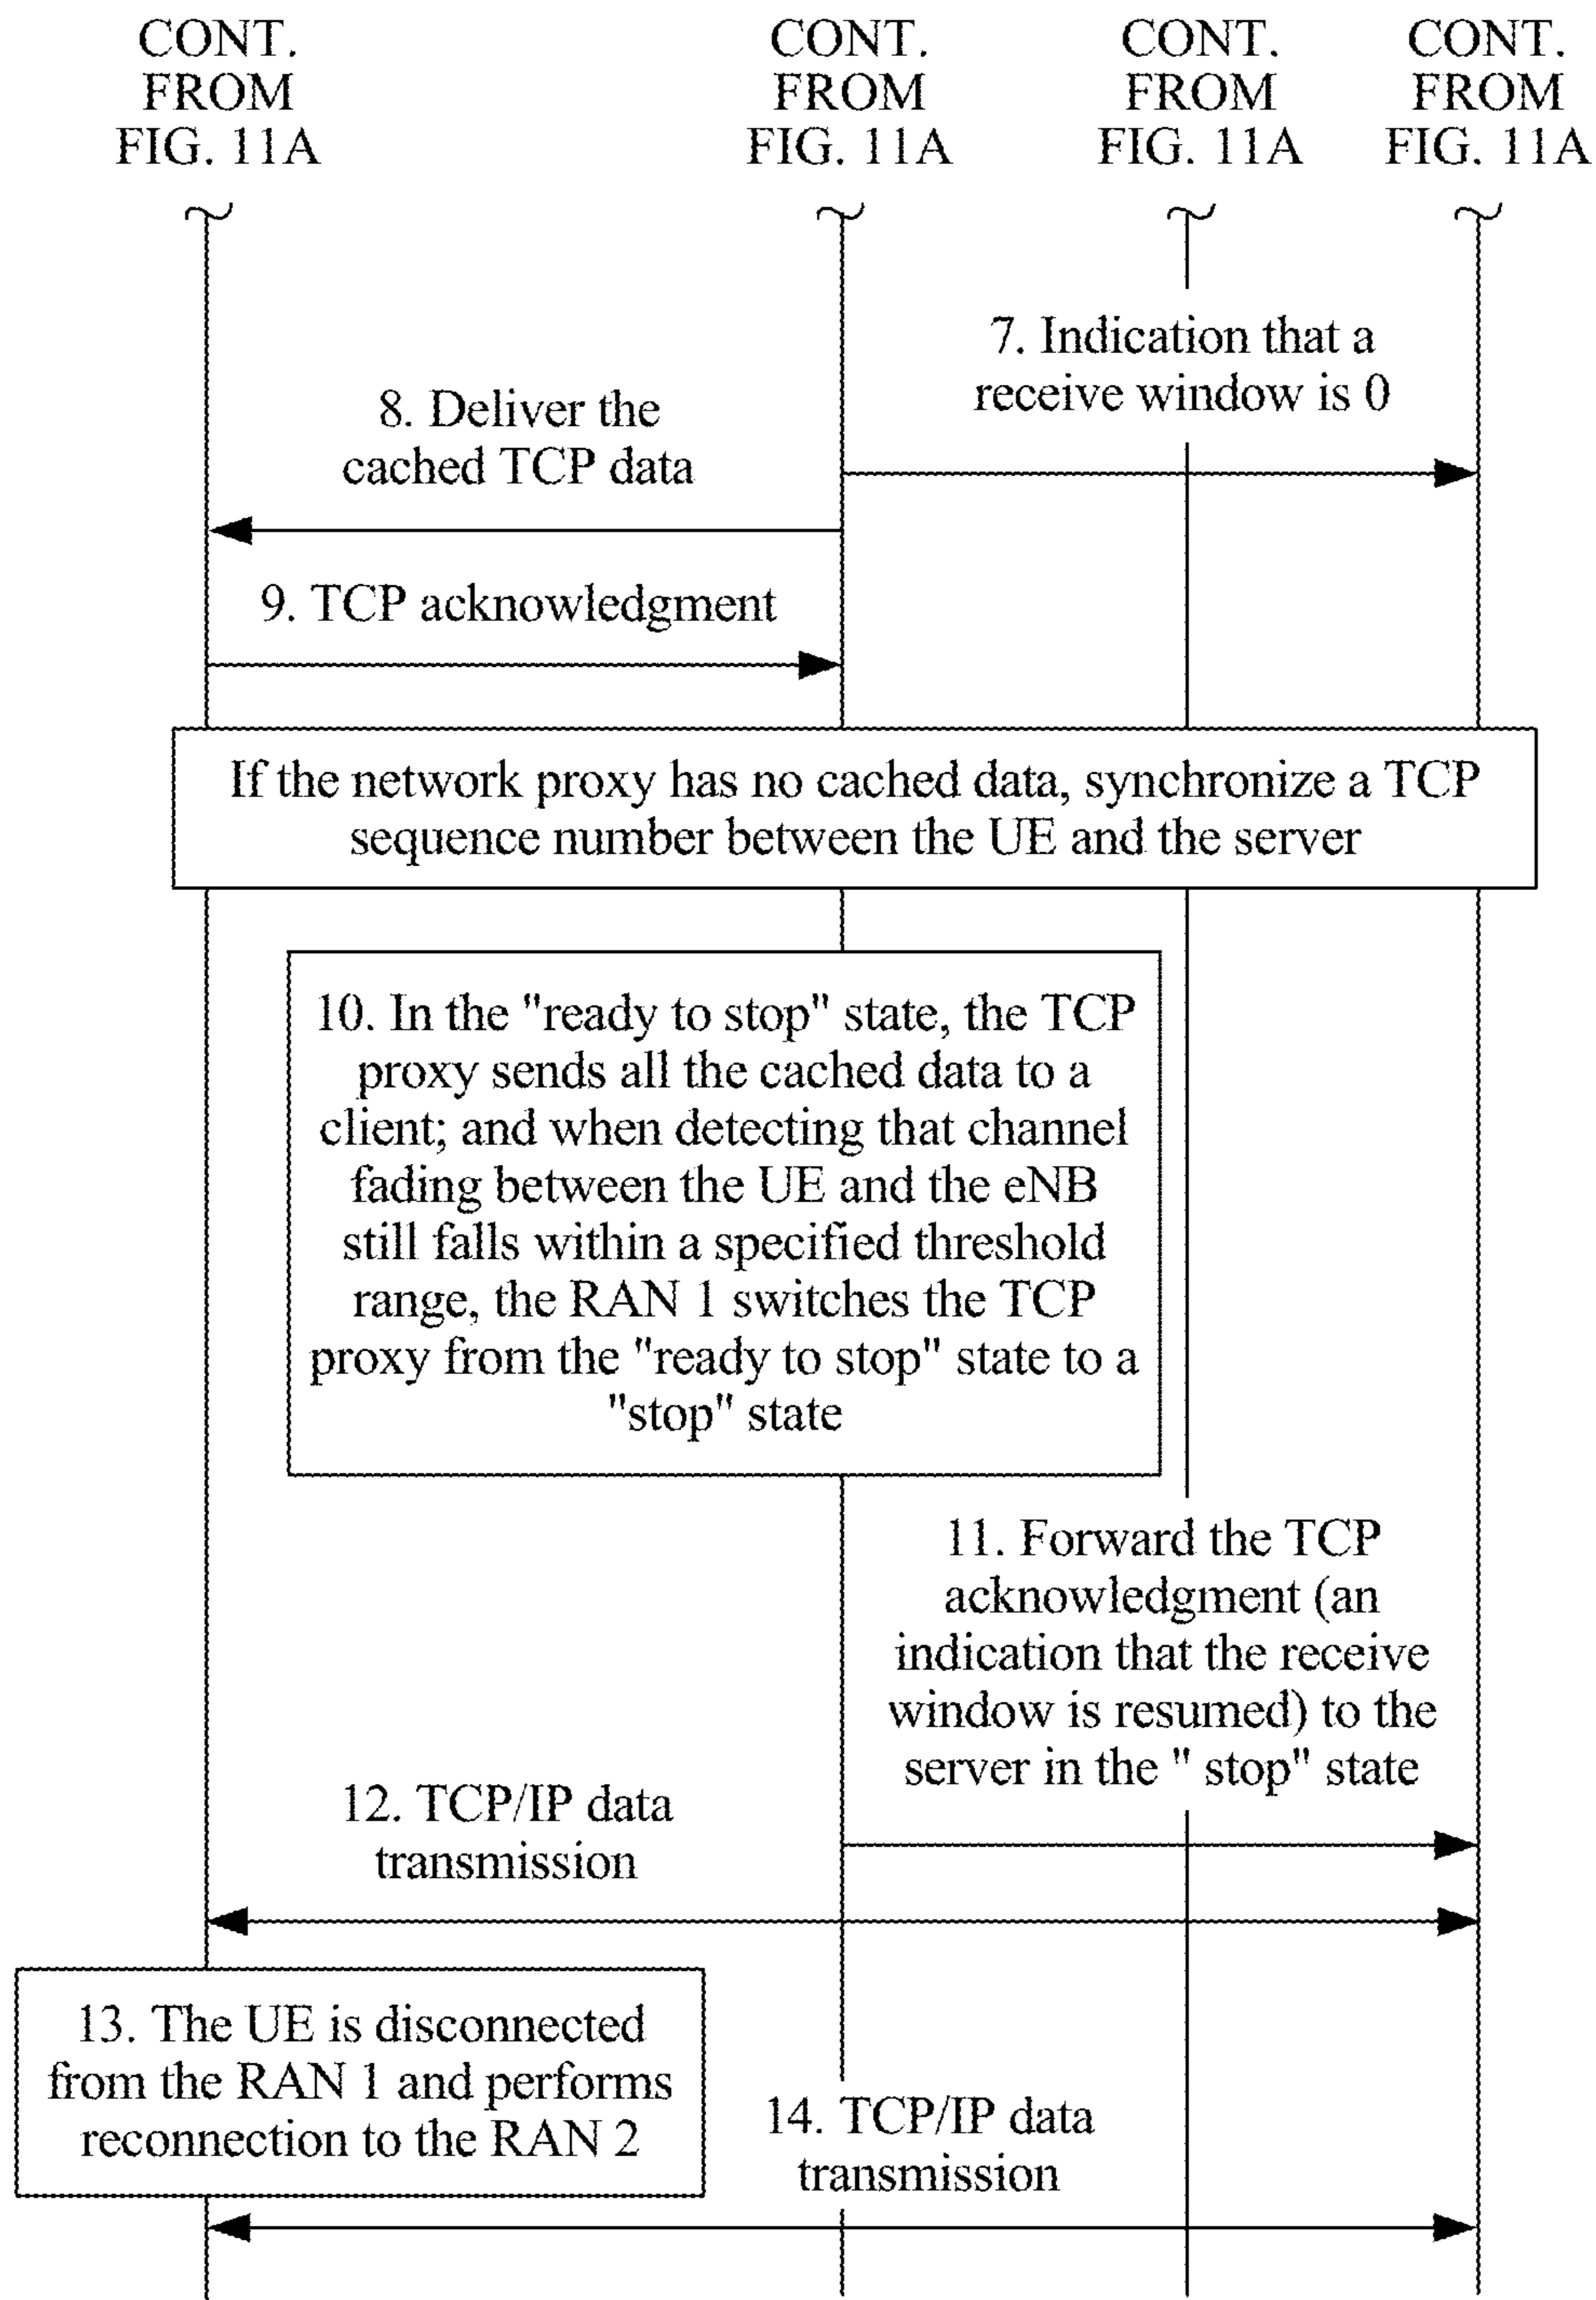 CONT.
FROM
FIG. 11A
CONT.
FROM
FIG. 11A
CONT.
FROM
FIG. 11A
CONT.
FROM
FIG. 11A
7. Indication that a
receive window is 0
8. Deliver the
cached TCP data
9. TCP acknowledgment
If the network proxy has no cached data, synchronize a TCP
sequence number between the UE and the server
10. In the "ready to stop" state, the TCP
proxy sends all the cached data to a
client; and when detecting that channel
fading between the UE and the eNB
still falls within a specified threshold
range, the RAN 1 switches the TCP
proxy from the "ready to stop" state to a
"stop" state
11. Forward the TCP
acknowledgment (an
indication that the receive
window is resumed) to the
server in the " stop" state
12. TCP/IP data
transmission
13. The UE is disconnected
from the RAN 1 and performs
reconnection to the RAN 2
14. TCP/IP data
transmission